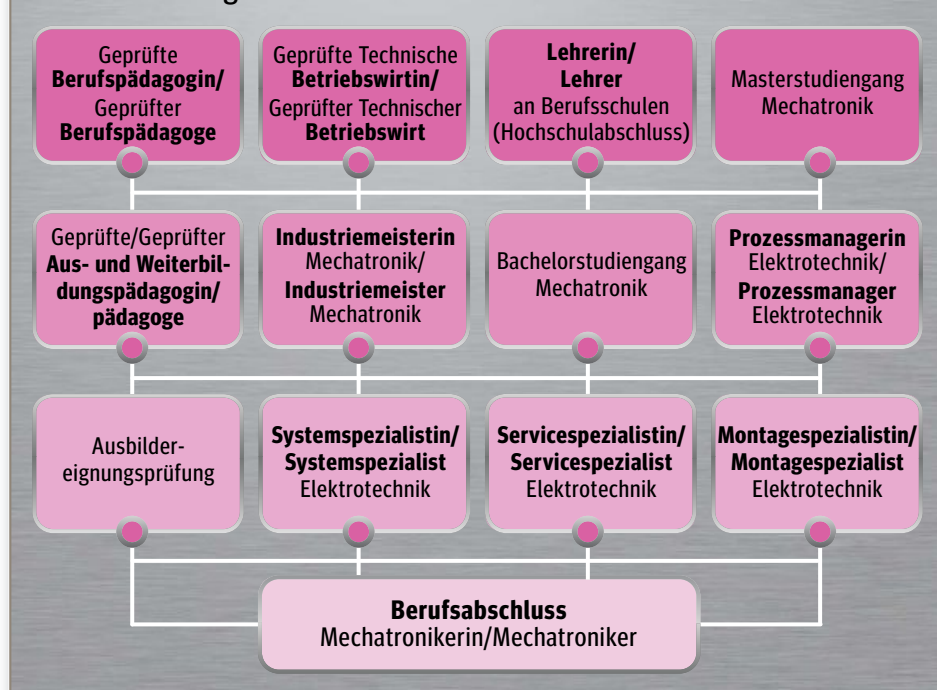 Geprüfte
Berufspädagogin/
Geprüfter
Berufspädagoge
Geprüfte Technische
Betriebswirtin/
Geprüfter Technischer
Betriebswirt
Lehrerin/
Lehrer
an Berufsschulen
(Hochschulabschluss)
Masterstudiengang
Mechatronik
Geprüfte/Geprüfter
Aus- und Weiterbil-
dungspädagogin/
pädagoge
Industriemeisterin
Mechatronik/
Industriemeister
Mechatronik
Bachelorstudiengang
Mechatronik
Prozessmanagerin
Elektrotechnik/
Prozessmanager
Elektrotechnik
Ausbilder-
eignungsprüfung
Systemspezialistin/
Systemspezialist
Elektrotechnik
Servicespezialistin/
Servicespezialist
Elektrotechnik
Montagespezialistin/
Montagespezialist
Elektrotechnik
Berufsabschluss
Mechatronikerin/Mechatroniker